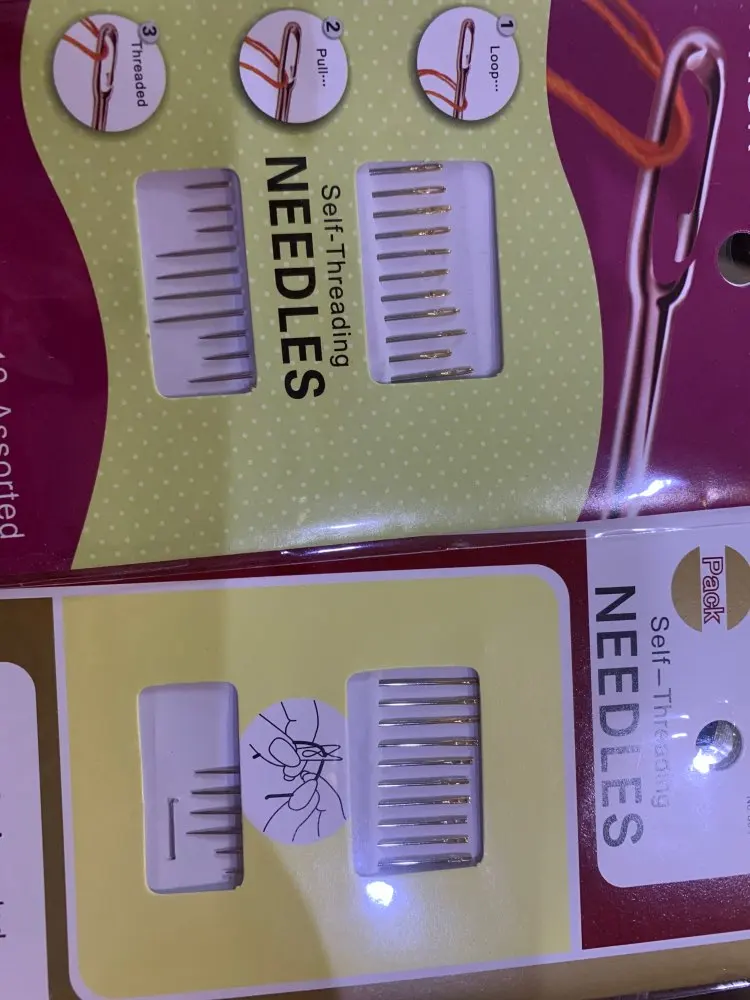 1
Loop...
2
Pull...
3
Threaded
Self-Threading
NEEDLES
Assorted
Pack
Self-Threading
NEEDLES